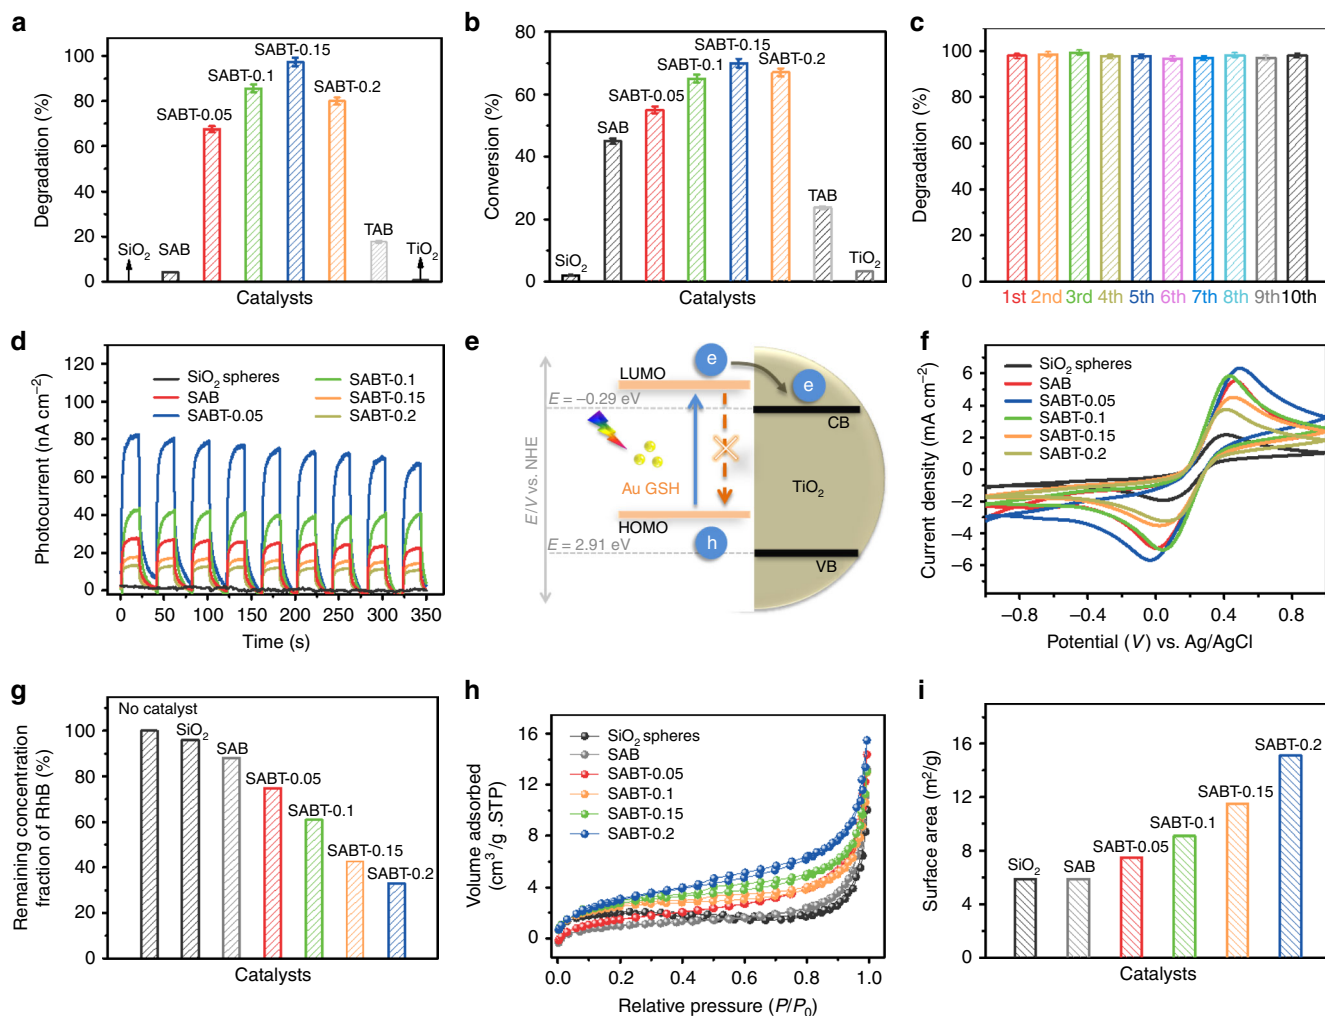 a
Degradation (%)
100
80
60
40
20
0
SiO2
SAB
SABT-0.05
SABT-0.1
SABT-0.15
SABT-0.2
TAB
TiO2
Catalysts
b
Conversion (%)
80
60
40
20
0
SiO2
SAB
SABT-0.05
SABT-0.1
SABT-0.15
SABT-0.2
TAB
TiO2
Catalysts
c
Degradation (%)
100
80
60
40
20
0
1st 2nd 3rd 4th 5th 6th 7th 8th 9th 10th
d
Photocurrent (nA cm−2)
120
100
80
60
40
20
0
SiO2 spheres
SAB
SABT-0.05
SABT-0.1
SABT-0.15
SABT-0.2
0 50 100 150 200 250 300 350
Time (s)
e
E/V vs. NHE
LUMO
e
e
E = −0.29 eV
CB
Au GSH
TiO2
HOMO
h
E = 2.91 eV
VB
f
Current density (mA cm−2)
6
4
2
0
−2
−4
−6
SiO2 spheres
SAB
SABT-0.05
SABT-0.1
SABT-0.15
SABT-0.2
−0.8 −0.4 0.0 0.4 0.8
Potential (V) vs. Ag/AgCl
g
Remaining concentration
fraction of RhB (%)
100
80
60
40
20
0
No catalyst
SiO2
SAB
SABT-0.05
SABT-0.1
SABT-0.15
SABT-0.2
Catalysts
h
Volume adsorbed
(cm3/g .STP)
16
12
8
4
0
SiO2 spheres
SAB
SABT-0.05
SABT-0.1
SABT-0.15
SABT-0.2
0.0 0.2 0.4 0.6 0.8 1.0
Relative pressure (P/P0)
i
Surface area (m2/g)
16
12
8
4
0
SiO2
SAB
SABT-0.05
SABT-0.1
SABT-0.15
SABT-0.2
Catalysts